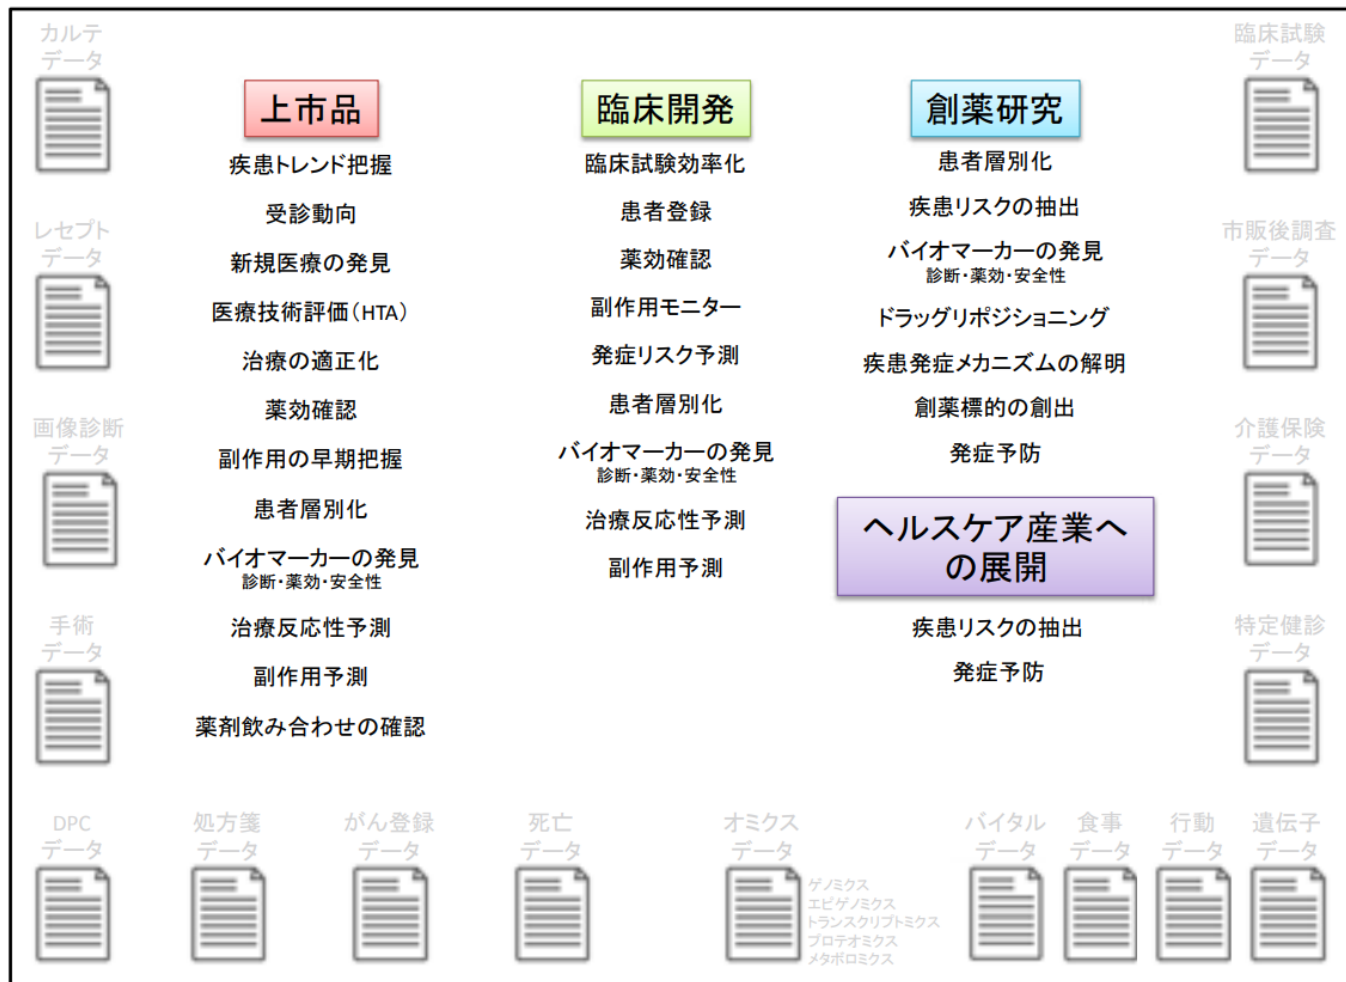 カルテ
データ
レセプト
データ
画像診断
データ
手術
データ
上市品
疾患トレンド把握
受診動向
新規医療の発見
医療技術評価（HTA）
治療の適正化
薬効確認
副作用の早期把握
患者層別化
バイオマーカーの発見
診断・薬効・安全性
治療反応性予測
副作用予測
薬剤飲み合わせの確認
臨床開発
臨床試験効率化
患者登録
薬効確認
副作用モニター
発症リスク予測
患者層別化
バイオマーカーの発見
診断・薬効・安全性
治療反応性予測
副作用予測
創薬研究
患者層別化
疾患リスクの抽出
バイオマーカーの発見
診断・薬効・安全性
ドラッグリポジショニング
疾患発症メカニズムの解明
創薬標的の創出
発症予防
ヘルスケア産業へ
の展開
疾患リスクの抽出
発症予防
臨床試験
データ
市販後調査
データ
介護保険
データ
特定健診
データ
DPC
データ
処方箋
データ
がん登録
データ
死亡
データ
オミクス
データ
ゲノミクス
エピゲノミクス
トランスクリプトミクス
プロテオミクス
メタボロミクス
バイタル
データ
食事
データ
行動
データ
遺伝子
データ